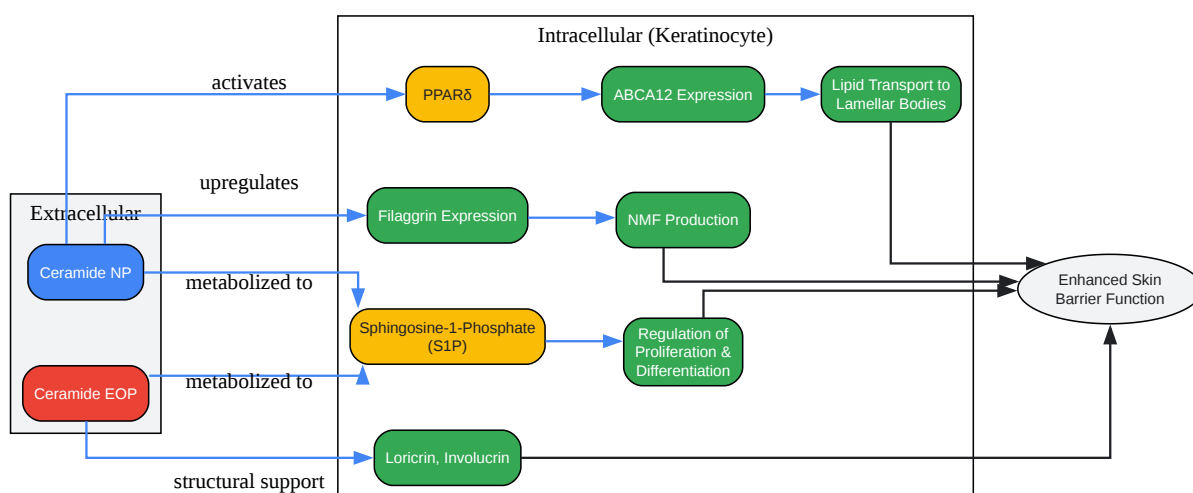 Intracellular (Keratinocyte)
activates
PPARδ
ABCA12 Expression
Lipid Transport to
Lamellar Bodies
upregulates
Extracellular
Filaggrin Expression
NMF Production
Ceramide NP
metabolized to
Enhanced Skin
Barrier Function
Sphingosine-1-Phosphate
(S1P)
Regulation of
Proliferation &
Differentiation
Ceramide EOP
metabolized to
Loricrin, Involucrin
structural support